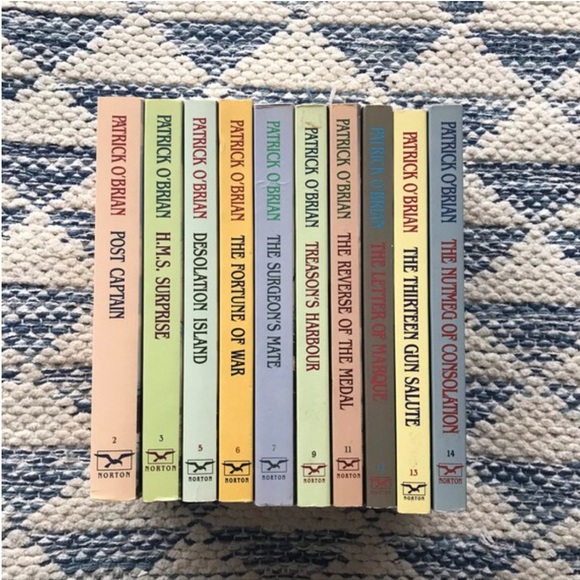 PATRICK O'BRIAN POST CAPTAIN
2
NORTON
PATRICK O'BRIAN H.M.S. SURPRISE
3
NORTON
PATRICK O'BRIAN DESOLATION ISLAND
5
NORTON
PATRICK O'BRIAN THE FORTUNE OF WAR
6
NORTON
PATRICK O'BRIAN THE SURGEON'S MATE
7
NORTON
PATRICK O'BRIAN TREASON'S HARBOUR
9
NORTON
PATRICK O'BRIAN THE REVERSE OF THE MEDAL
11
NORTON
PATRICK O'BRIAN THE LETTER OF MARQUE
NORTON
PATRICK O'BRIAN THE THIRTEEN GUN SALUTE
13
NORTON
PATRICK O'BRIAN THE NUTMEG OF CONSOLATION
14
NORTON